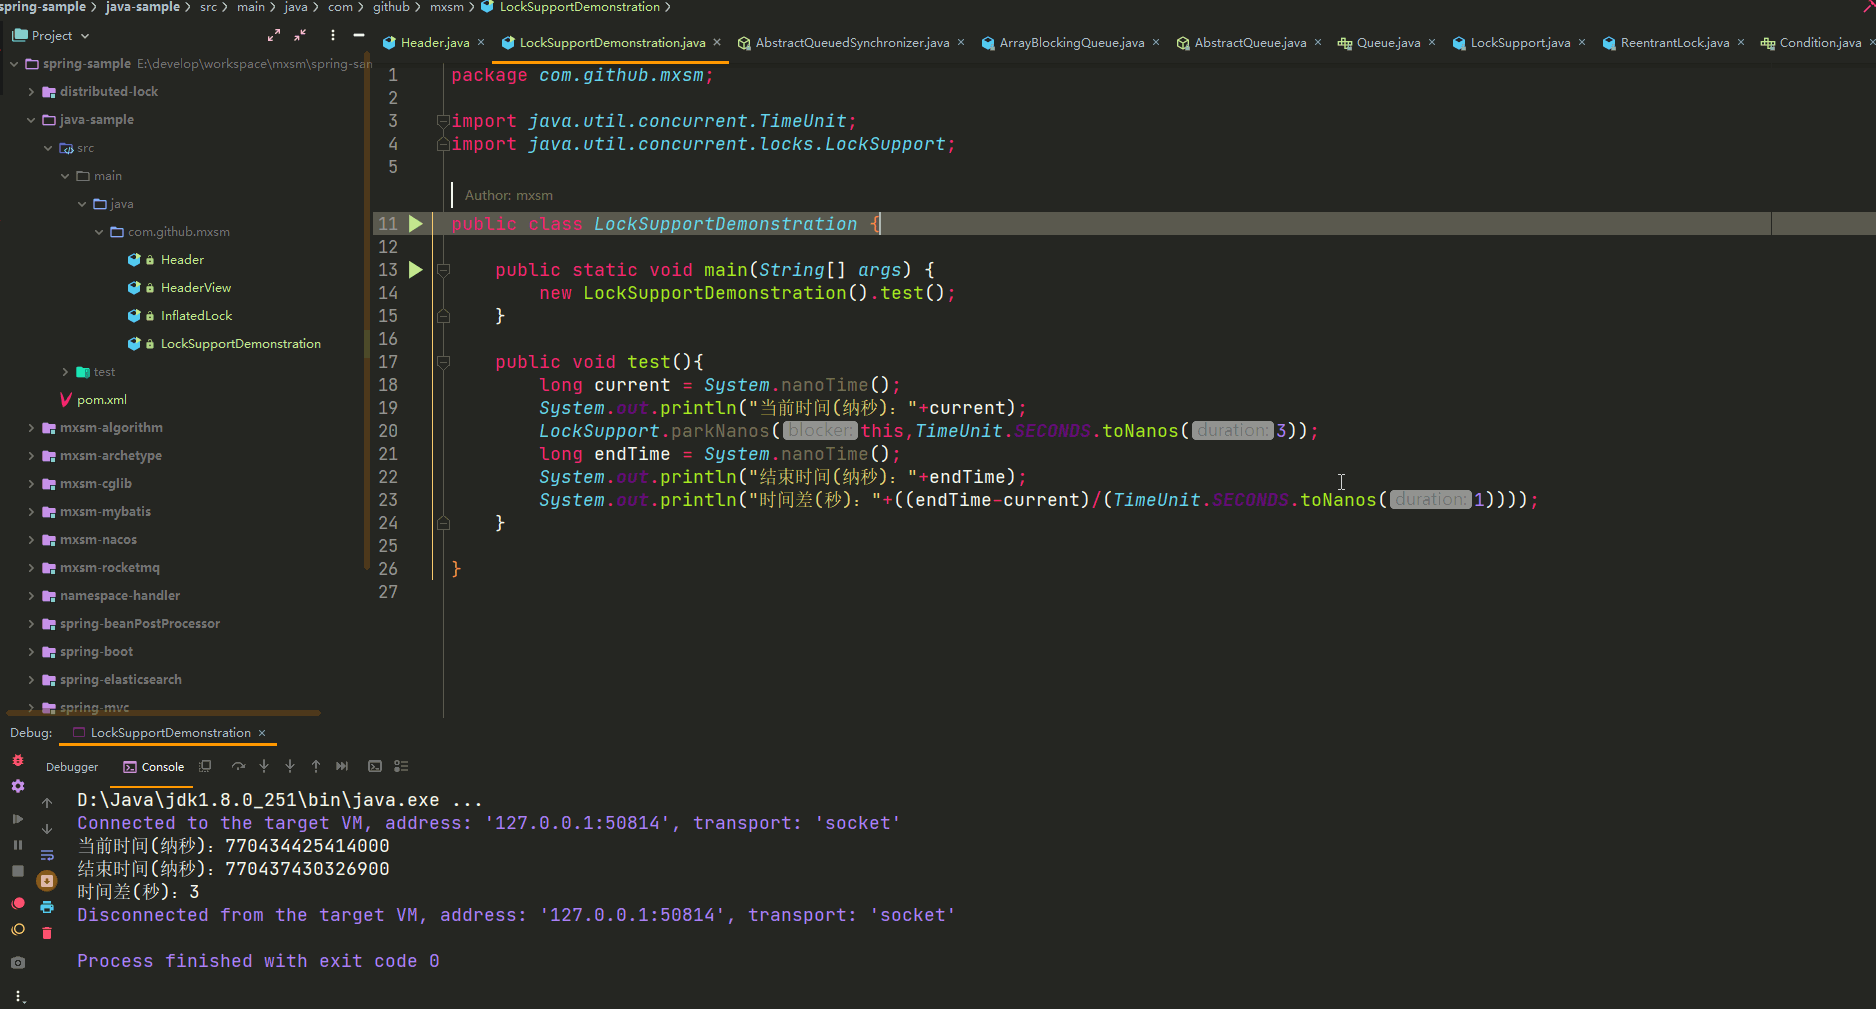 spring-sample › java-sample › src › main › java › com › github › mxsm › LockSupportDemonstration ›
Project
Header.java × LockSupportDemonstration.java × AbstractQueuedSynchronizer.java × ArrayBlockingQueue.java × AbstractQueue.java × Queue.java × LockSupport.java × ReentrantLock.java × Condition.java ×
spring-sample E:\develop\workspace\mxsm\spring-san
distributed-lock
java-sample
src
main
java
com.github.mxsm
Header
HeaderView
InflatedLock
LockSupportDemonstration
test
pom.xml
mxsm-algorithm
mxsm-archetype
mxsm-cglib
mxsm-mybatis
mxsm-nacos
mxsm-rocketmq
namespace-handler
spring-beanPostProcessor
spring-boot
spring-elasticsearch
spring-mvc
1 package com.github.mxsm;
2
3 import java.util.concurrent.TimeUnit;
4 import java.util.concurrent.locks.LockSupport;
5
Author: mxsm
11 public class LockSupportDemonstration {
12
13 public static void main(String[] args) {
14 new LockSupportDemonstration().test();
15 }
16
17 public void test(){
18 long current = System.nanoTime();
19 System.out.println("当前时间(纳秒)："+current);
20 LockSupport.parkNanos( blocker: this,TimeUnit.SECONDS.toNanos( duration: 3));
21 long endTime = System.nanoTime();
22 System.out.println("结束时间(纳秒)："+endTime);
23 System.out.println("时间差(秒)："+((endTime-current)/(TimeUnit.SECONDS.toNanos( duration: 1))));
24 }
25
26 }
27
Debug: LockSupportDemonstration ×
Debugger Console
D:\Java\jdk1.8.0_251\bin\java.exe ...
Connected to the target VM, address: '127.0.0.1:50814', transport: 'socket'
当前时间(纳秒)：770434425414000
结束时间(纳秒)：770437430326900
时间差(秒)：3
Disconnected from the target VM, address: '127.0.0.1:50814', transport: 'socket'
Process finished with exit code 0